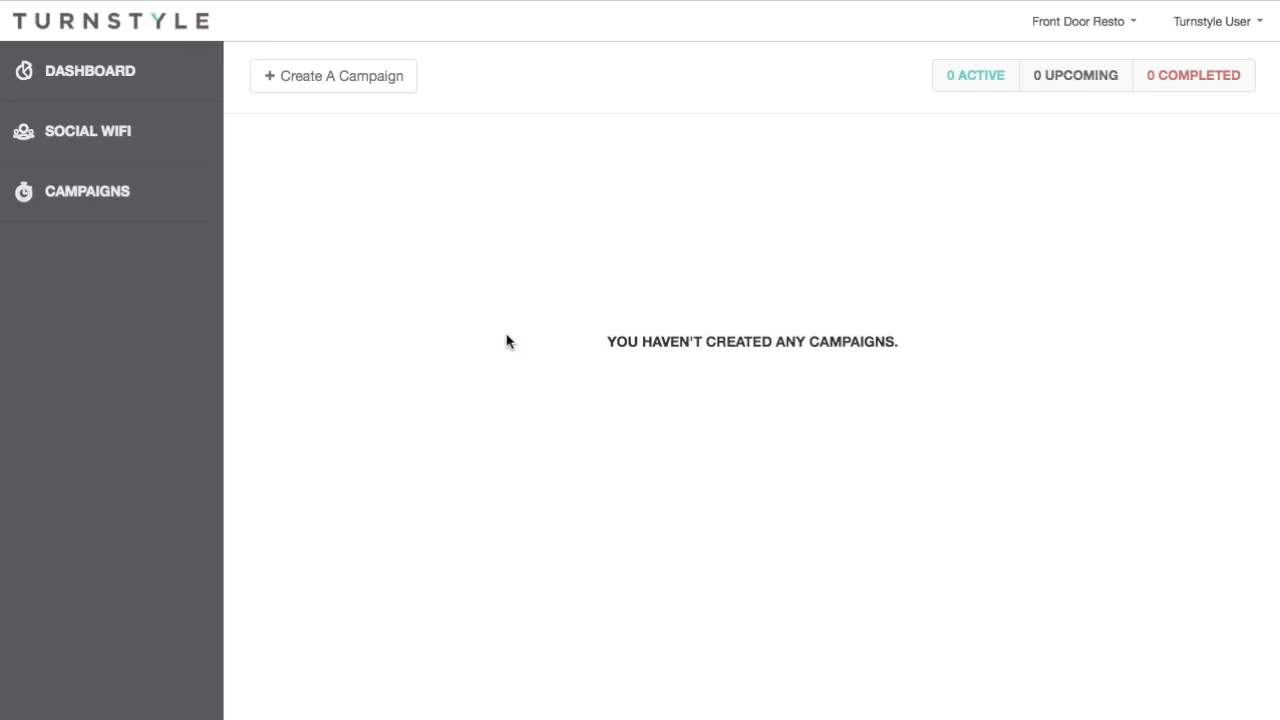 TURNSTYLE
Front Door Resto
Turnstyle User
DASHBOARD
SOCIAL WIFI
CAMPAIGNS
+ Create A Campaign
0 ACTIVE
0 UPCOMING
0 COMPLETED
YOU HAVEN'T CREATED ANY CAMPAIGNS.